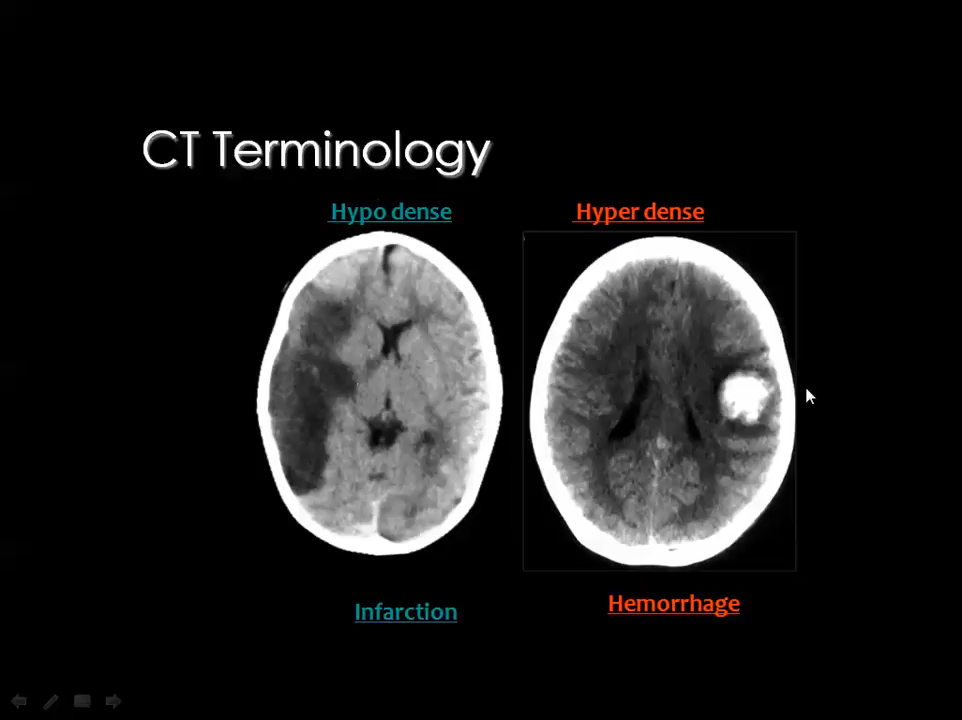 CT Terminology
Hypo dense
Hyper dense
Infarction
Hemorrhage